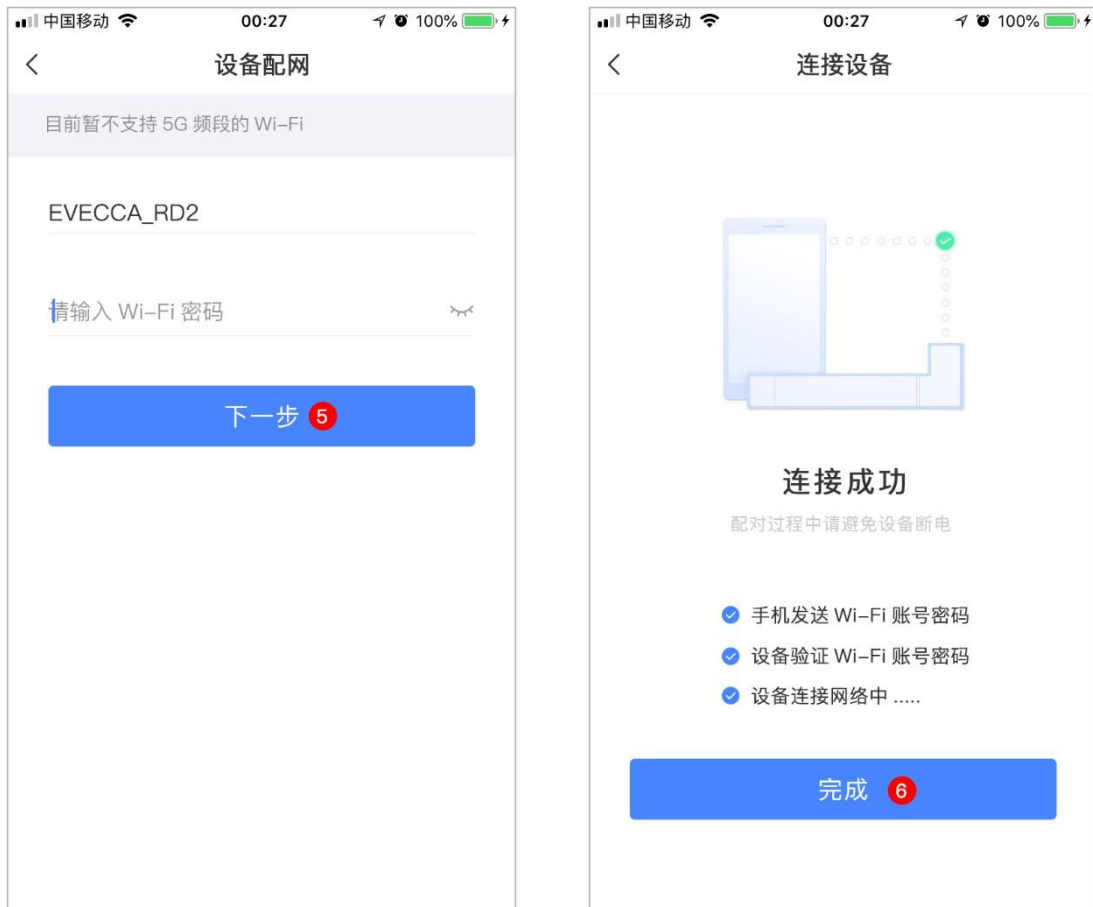 中国移动 00:27 100%
设备配网
目前暂不支持 5G 频段的 Wi-Fi
EVECCA_RD2
请输入 Wi-Fi 密码
下一步 5
中国移动 00:27 100%
连接设备
连接成功
配对过程中请避免设备断电
手机发送 Wi-Fi 账号密码
设备验证 Wi-Fi 账号密码
设备连接网络中 .....
完成 6